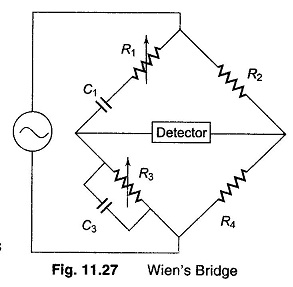 R1
R2
C1
Detector
R3
C3
R4
s
Fig. 11.27 Wien's Bridge